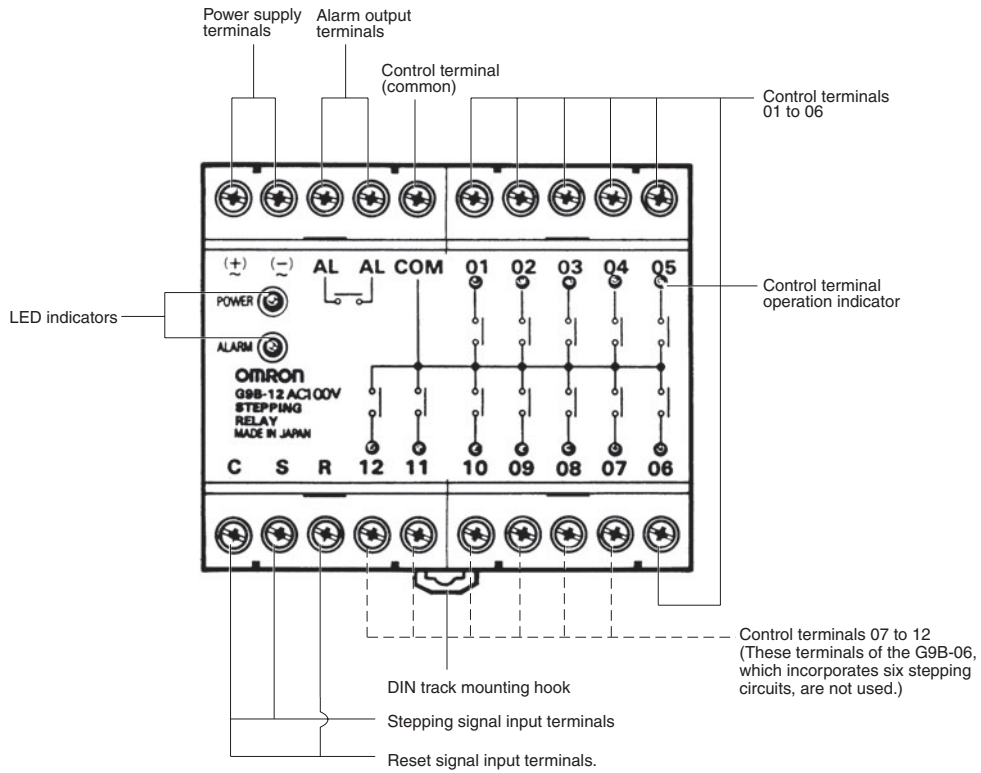 Power supply
terminals
Alarm output
terminals
Control terminal
(common)
Control terminals
01 to 06
(+)
~
(−)
~
AL AL COM 01 02 03 04 05
POWER
Control terminal
operation indicator
LED indicators
ALARM
OMRON
G9B-12 AC100V
STEPPING
RELAY
MADE IN JAPAN
C S R 12 11 10 09 08 07 06
Control terminals 07 to 12
(These terminals of the G9B-06,
which incorporates six stepping
circuits, are not used.)
DIN track mounting hook
Stepping signal input terminals
Reset signal input terminals.